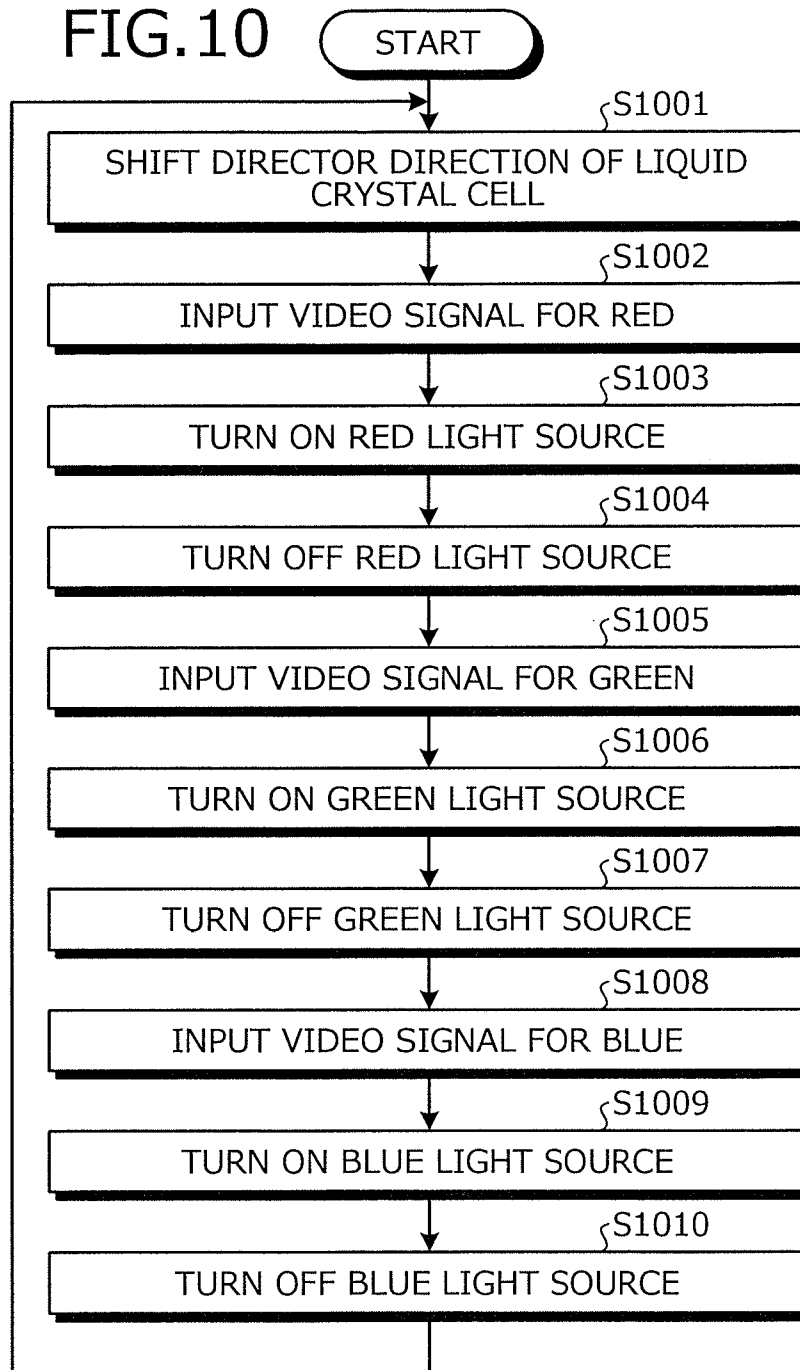 FIG.10
START
S1001
SHIFT DIRECTOR DIRECTION OF LIQUID
CRYSTAL CELL
S1002
INPUT VIDEO SIGNAL FOR RED
S1003
TURN ON RED LIGHT SOURCE
S1004
TURN OFF RED LIGHT SOURCE
S1005
INPUT VIDEO SIGNAL FOR GREEN
S1006
TURN ON GREEN LIGHT SOURCE
S1007
TURN OFF GREEN LIGHT SOURCE
S1008
INPUT VIDEO SIGNAL FOR BLUE
S1009
TURN ON BLUE LIGHT SOURCE
S1010
TURN OFF BLUE LIGHT SOURCE